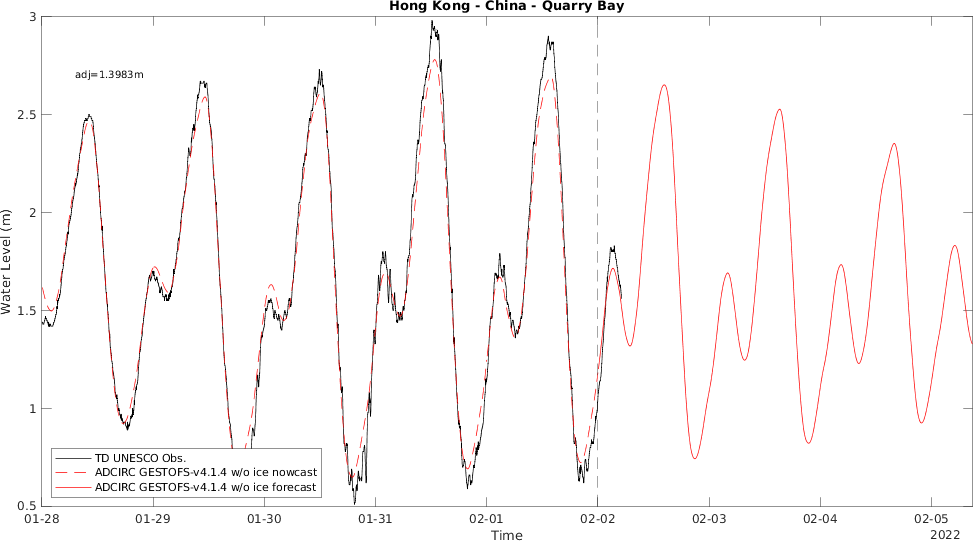 Hong Kong - China - Quarry Bay
adj=1.3983m
3
2.5
2
1.5
1
0.5
Water Level (m)
TD UNESCO Obs.
ADCIRC GESTOFS-v4.1.4 w/o ice nowcast
ADCIRC GESTOFS-v4.1.4 w/o ice forecast
01-28 01-29 01-30 01-31 02-01 02-02 02-03 02-04 02-05
Time
2022